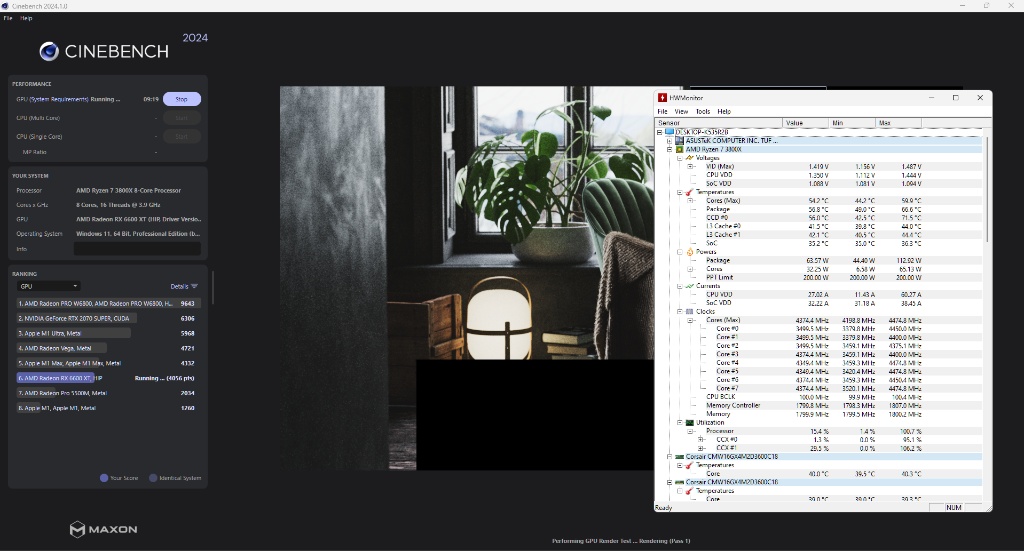 Cinebench 2024.1.0
File Help
CINEBENCH 2024
PERFORMANCE
GPU (System Requirements) Running ... 09:19 Stop
CPU (Multi Core) - Start
CPU (Single Core) - Start
MP Ratio -
YOUR SYSTEM
Processor AMD Ryzen 7 3800X 8-Core Processor
Cores x GHz 8 Cores, 16 Threads @ 3.9 GHz
GPU AMD Radeon RX 6600 XT (HIP, Driver Versio..
Operating System Windows 11, 64 Bit, Professional Edition (b...
Info
RANKING
GPU Details
1. AMD Radeon PRO W6800, AMD Radeon PRO W6800, H... 9643
2. NVIDIA GeForce RTX 2070 SUPER, CUDA 6306
3. Apple M1 Ultra, Metal 5968
4. AMD Radeon Vega, Metal 4721
5. Apple M1 Max, Apple M1 Max, Metal 4332
6. AMD Radeon RX 6600 XT, HIP Running ... (4056 pts)
7. AMD Radeon Pro 5500M, Metal 2034
8. Apple M1, Apple M1, Metal 1260
Your Score Identical System
MAXON
Performing GPU Render Test ... Rendering (Pass 1)
HWMonitor
File View Tools Help
Sensor Value Min Max
ASUSTeK COMPUTER INC. TUF ...
AMD Ryzen 7 3800X
Voltages
VID (Max) 1.419 V 1.156 V 1.487 V
CPU VDD 1.350 V 1.112 V 1.444 V
SoC VDD 1.088 V 1.081 V 1.094 V
Temperatures
Cores (Max) 54.2 °C 44.2 °C 59.9 °C
Package 56.8 °C 49.0 °C 66.6 °C
CCD #0 56.0 °C 42.5 °C 71.5 °C
L3 Cache #0 41.5 °C 39.8 °C 44.0 °C
L3 Cache #1 42.1 °C 40.5 °C 44.4 °C
SoC 35.2 °C 35.0 °C 36.3 °C
Powers
Package 63.57 W 44.40 W 112.92 W
Cores 32.25 W 6.58 W 65.13 W
PPT Limit 200.00 W 200.00 W 200.00 W
Currents
CPU VDD 27.02 A 11.43 A 60.27 A
SoC VDD 32.22 A 31.18 A 38.45 A
Clocks
Cores (Max) 4374.4 MHz 4198.8 MHz 4474.8 MHz
Core #0 3499.5 MHz 3379.8 MHz 4450.0 MHz
Core #1 3499.5 MHz 3379.8 MHz 4400.0 MHz
Core #2 3499.5 MHz 3459.1 MHz 4375.1 MHz
Core #3 4374.4 MHz 3459.1 MHz 4400.0 MHz
Core #4 4349.4 MHz 3459.3 MHz 4474.8 MHz
Core #5 4349.4 MHz 3420.4 MHz 4474.8 MHz
Core #6 4374.4 MHz 3459.3 MHz 4450.4 MHz
Core #7 4374.4 MHz 3520.1 MHz 4474.8 MHz
CPU BCLK 100.0 MHz 99.9 MHz 100.4 MHz
Memory Controller 1799.8 MHz 1798.3 MHz 1807.0 MHz
Memory 1799.9 MHz 1799.5 MHz 1800.2 MHz
Utilization
Processor 15.4 % 1.4 % 100.7 %
CCX #0 1.3 % 0.0 % 95.1 %
CCX #1 29.5 % 0.0 % 106.2 %
Corsair CMW16GX4M2D3600C18
Temperatures
Core 40.0 °C 39.5 °C 40.3 °C
Corsair CMW16GX4M2D3600C18
Temperatures
Core 39.0 °C 39.0 °C 39.3 °C
Ready NUM